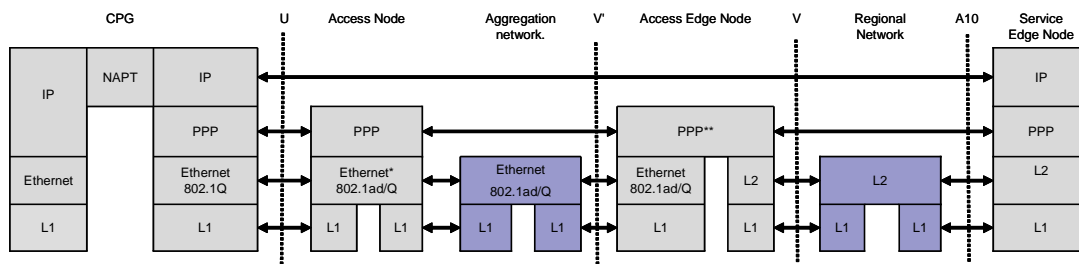 CPG
U
Access Node
Aggregation
network.
V'
Access Edge Node
V
Regional
Network
A10
Service
Edge Node
IP
NAPT
IP
IP
PPP
PPP
PPP**
PPP
Ethernet
Ethernet
802.1Q
Ethernet*
802.1ad/Q
Ethernet
802.1ad/Q
Ethernet
802.1ad/Q
L2
L2
L2
L1
L1
L1
L1
L1
L1
L1
L1
L1
L1
L1